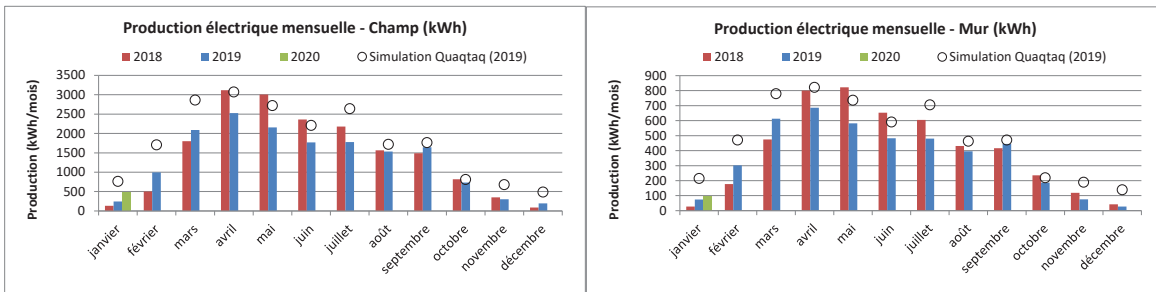 Production électrique mensuelle - Champ (kWh)
2018 2019 2020 Simulation Quaqtaq (2019)
Production (kWh/mois)
3500
3000
2500
2000
1500
1000
500
0
janvier février mars avril mai juin juillet août septembre octobre novembre décembre
Production électrique mensuelle - Mur (kWh)
2018 2019 2020 Simulation Quaqtaq (2019)
Production (kWh/mois)
900
800
700
600
500
400
300
200
100
0
janvier février mars avril mai juin juillet août septembre octobre novembre décembre